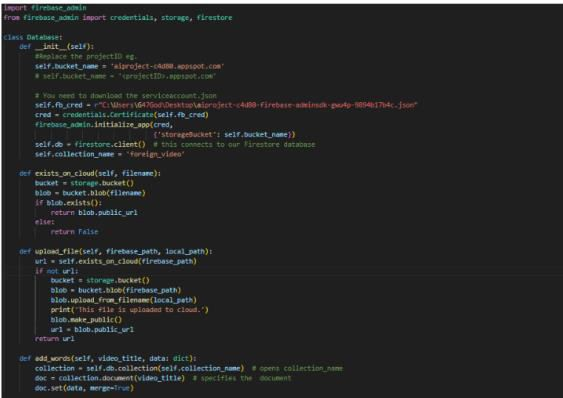 import firebase_admin
from firebase_admin import credentials, storage, firestore
class Database:
    def __init__(self):
        #Replace the projectID eg.
        self.bucket_name = 'aiproject-c4d80.appspot.com'
        # self.bucket_name = '<projectID>.appspot.com'
        # You need to download the serviceaccount.json
        self.fb_cred = r"C:\Users\G47God\Desktop\aiproject-c4d80-firebase-adminsdk-gwu4p-9894b17b4c.json"
        cred = credentials.Certificate(self.fb_cred)
        firebase_admin.initialize_app(cred,
                                      {'storageBucket': self.bucket_name})
        self.db = firestore.client()  # this connects to our Firestore database
        self.collection_name = 'foreign_video'
    def exists_on_cloud(self, filename):
        bucket = storage.bucket()
        blob = bucket.blob(filename)
        if blob.exists():
            return blob.public_url
        else:
            return False
    def upload_file(self, firebase_path, local_path):
        url = self.exists_on_cloud(firebase_path)
        if not url:
            bucket = storage.bucket()
            blob = bucket.blob(firebase_path)
            blob.upload_from_filename(local_path)
            print('This file is uploaded to cloud.')
            blob.make_public()
            url = blob.public_url
        return url
    def add_words(self, video_title, data: dict):
        collection = self.db.collection(self.collection_name)  # opens collection_name
        doc = collection.document(video_title)  # specifies the  document
        doc.set(data, merge=True)